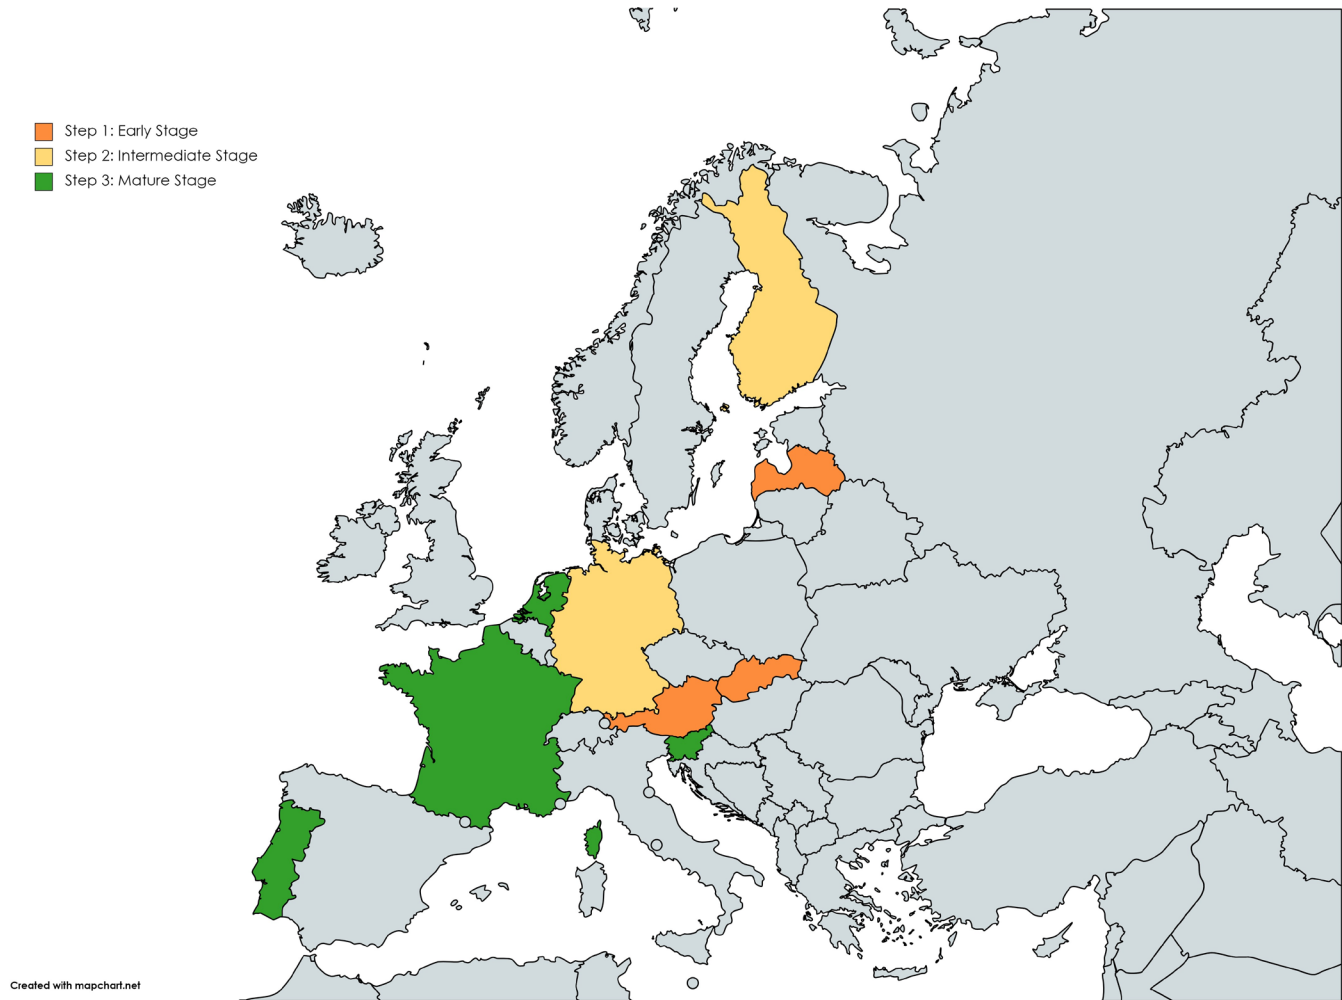 Step 1: Early Stage
Step 2: Intermediate Stage
Step 3: Mature Stage
Created with mapchart.net